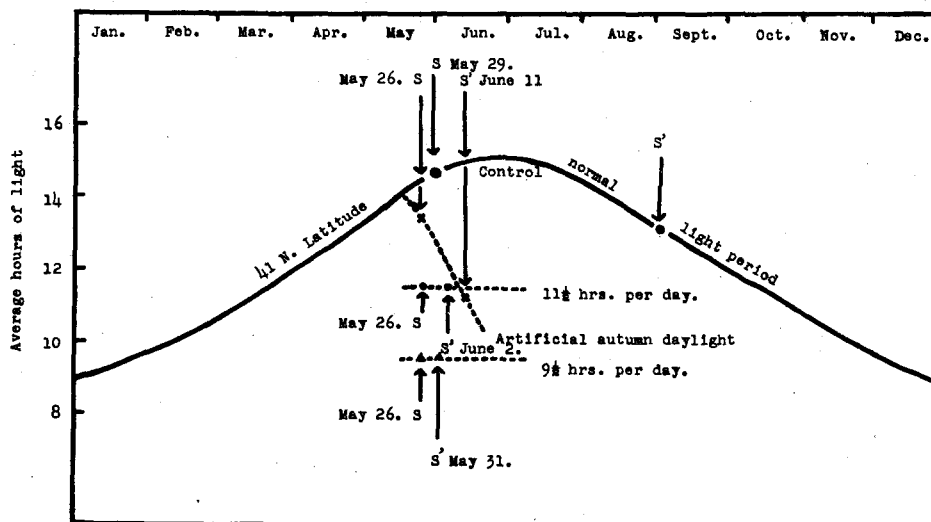 Jan. Feb. Mar. Apr. May Jun. Jul. Aug. Sept. Oct. Nov. Dec.
S May 29.
May 26. S
S' June 11
S'
Average hours of light
16
14
12
10
8
41 N. Latitude
Control
normal
light period
11½ hrs. per day.
May 26. S
Artificial autumn daylight
S' June 2.
9½ hrs. per day.
May 26. S
S' May 31.